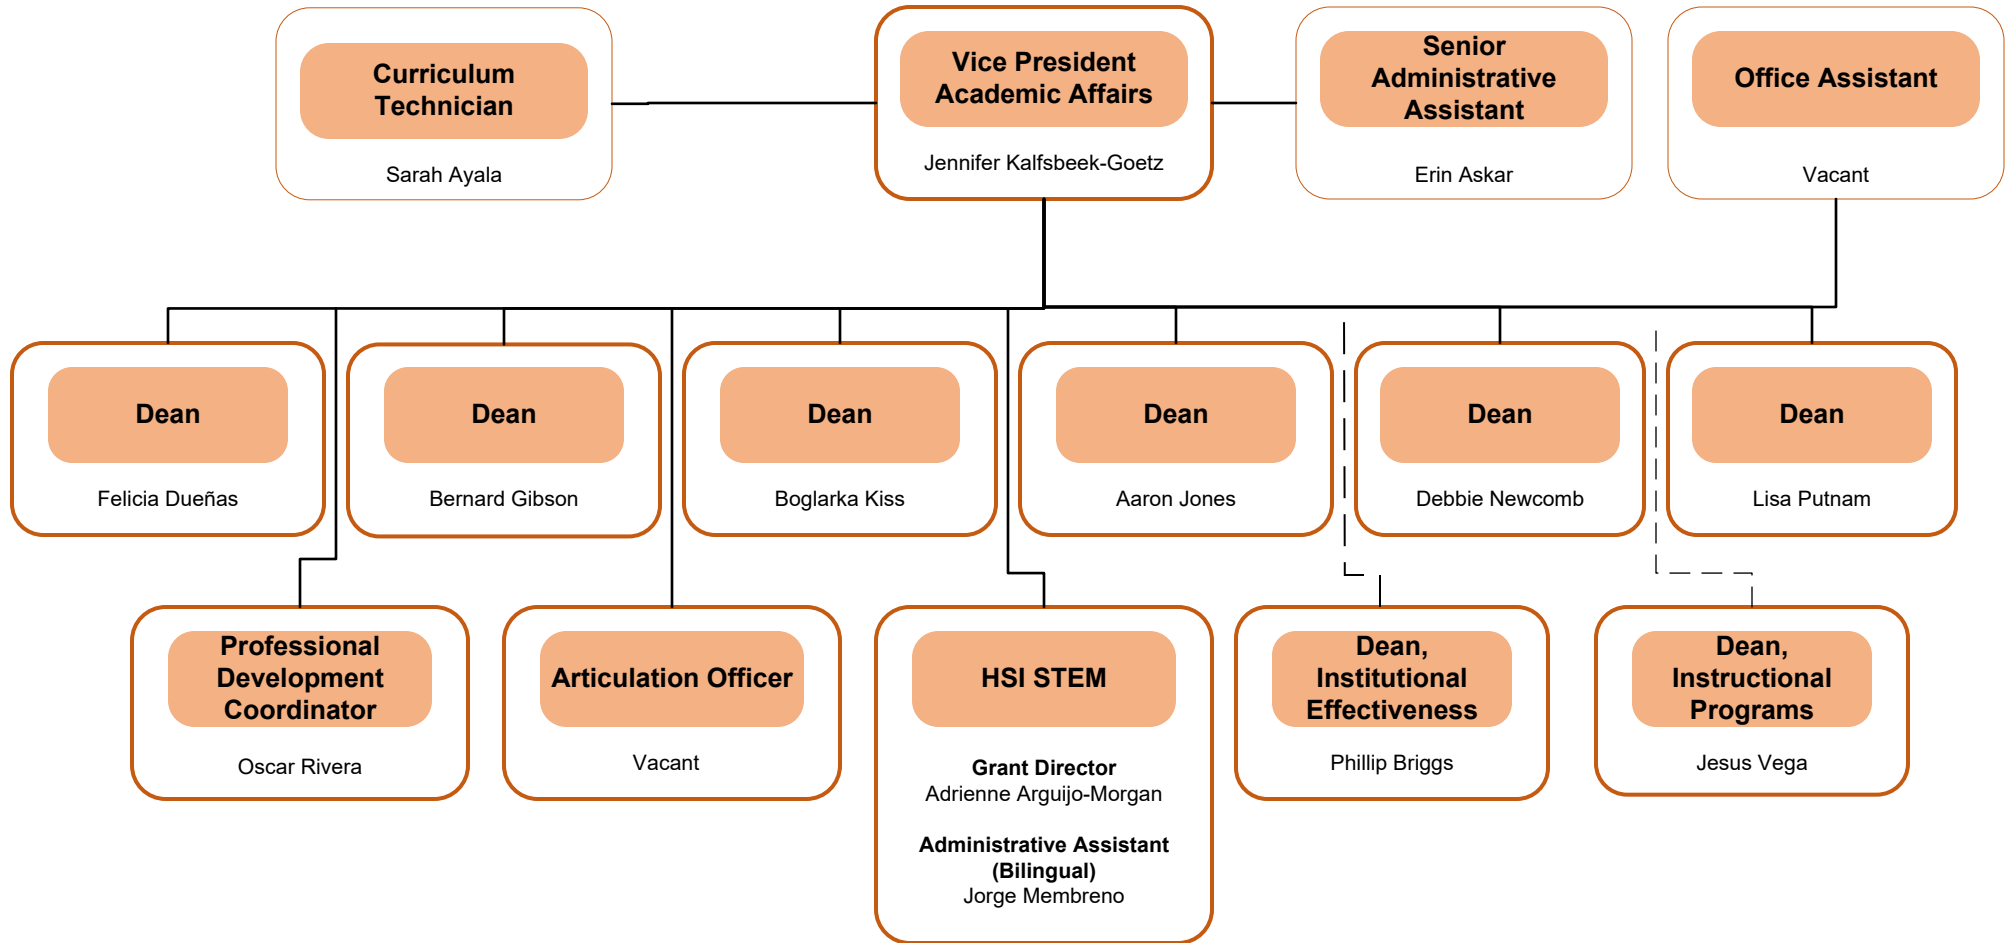 Curriculum
Technician
Sarah Ayala
Vice President
Academic Affairs
Jennifer Kalfsbeek-Goetz
Senior
Administrative
Assistant
Erin Askar
Office Assistant
Vacant
Dean
Felicia Dueñas
Dean
Bernard Gibson
Dean
Boglarka Kiss
Dean
Aaron Jones
Dean
Debbie Newcomb
Dean
Lisa Putnam
Professional
Development
Coordinator
Oscar Rivera
Articulation Officer
Vacant
HSI STEM
Grant Director
Adrienne Arguijo-Morgan
Administrative Assistant
(Bilingual)
Jorge Membreno
Dean,
Institutional
Effectiveness
Phillip Briggs
Dean,
Instructional
Programs
Jesus Vega